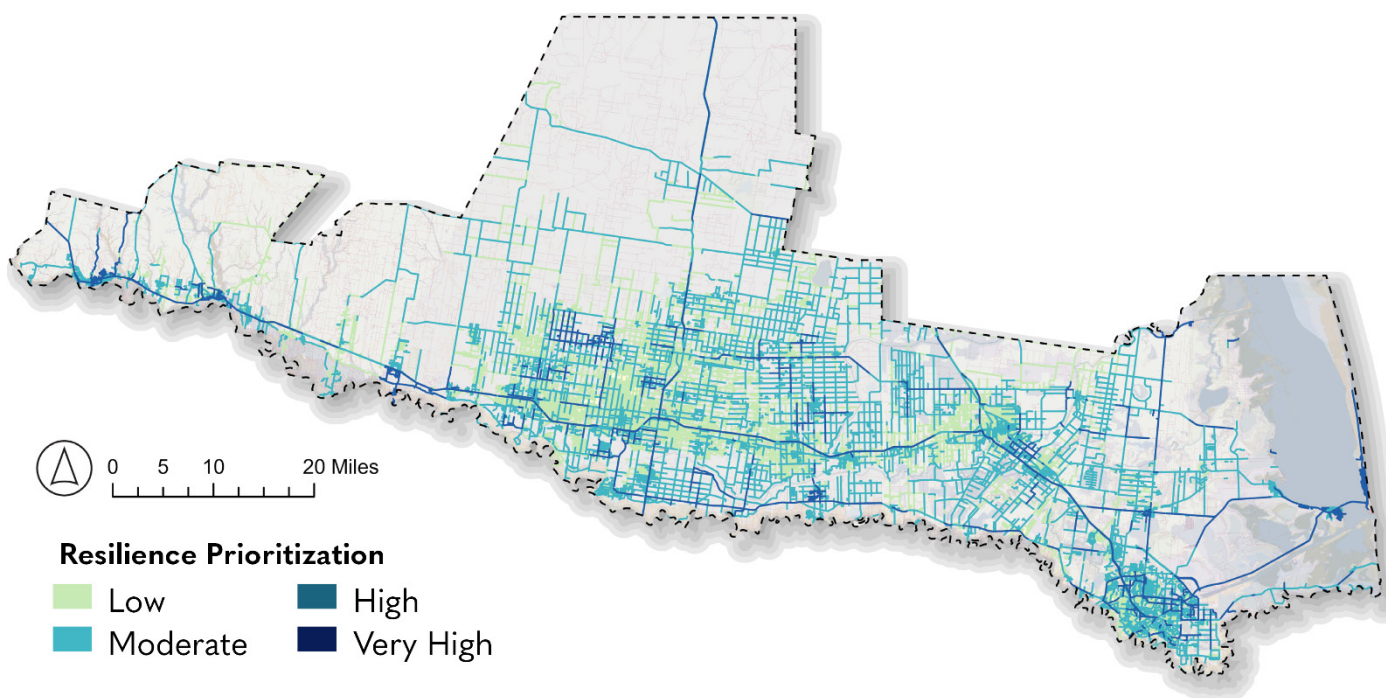 0 5 10 20 Miles
Resilience Prioritization
Low
High
Moderate
Very High